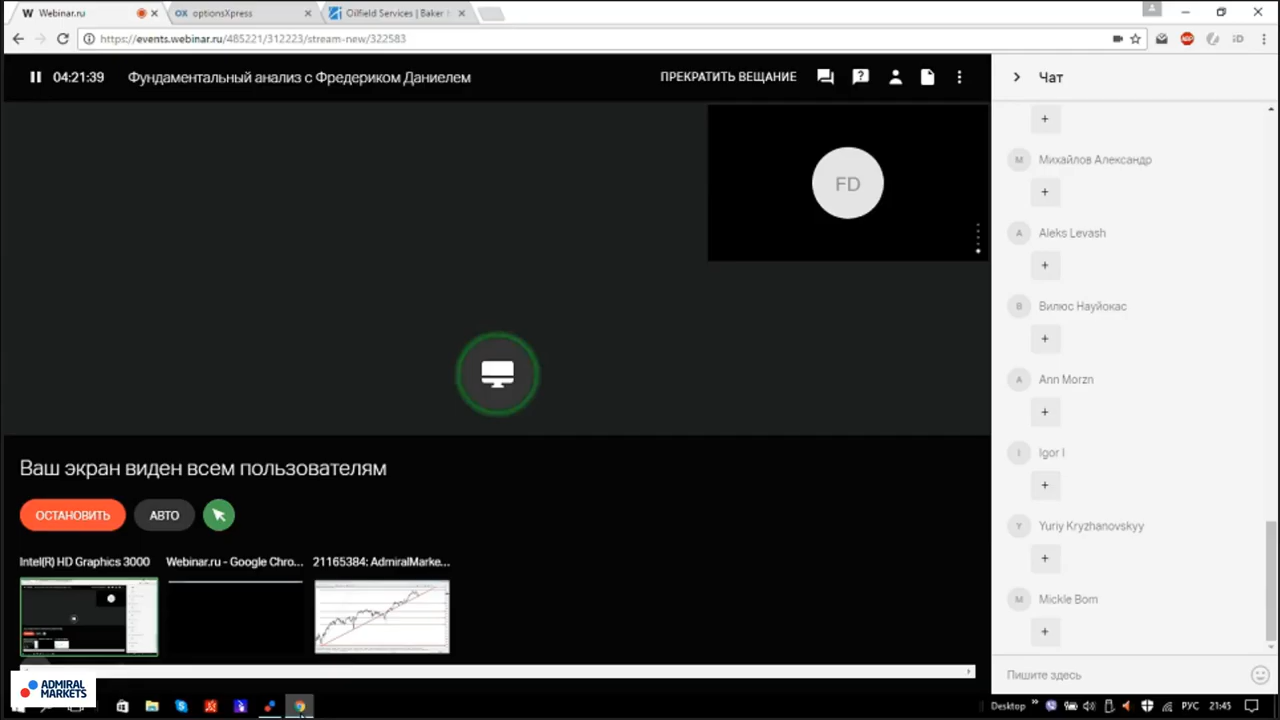 Webinar.ru
optionsXpress
Oilfield Services | Baker
https://events.webinar.ru/485221/312223/stream-new/322583
04:21:39
Фундаментальный анализ с Фредериком Даниелем
ПРЕКРАТИТЬ ВЕЩАНИЕ
Чат
FD
+
М
Михайлов Александр
+
A
Aleks Levash
+
В
Вилюс Науйокас
+
A
Ann Morzn
+
I
Igor I
+
Y
Yuriy Kryzhanovskyy
+
M
Mickle Bom
+
Ваш экран виден всем пользователям
ОСТАНОВИТЬ
АВТО
Intel(R) HD Graphics 3000
Webinar.ru - Google Chro...
21165384: AdmiralMarke...
Пишите здесь
ADMIRAL
MARKETS
Desktop
РУС
21:45